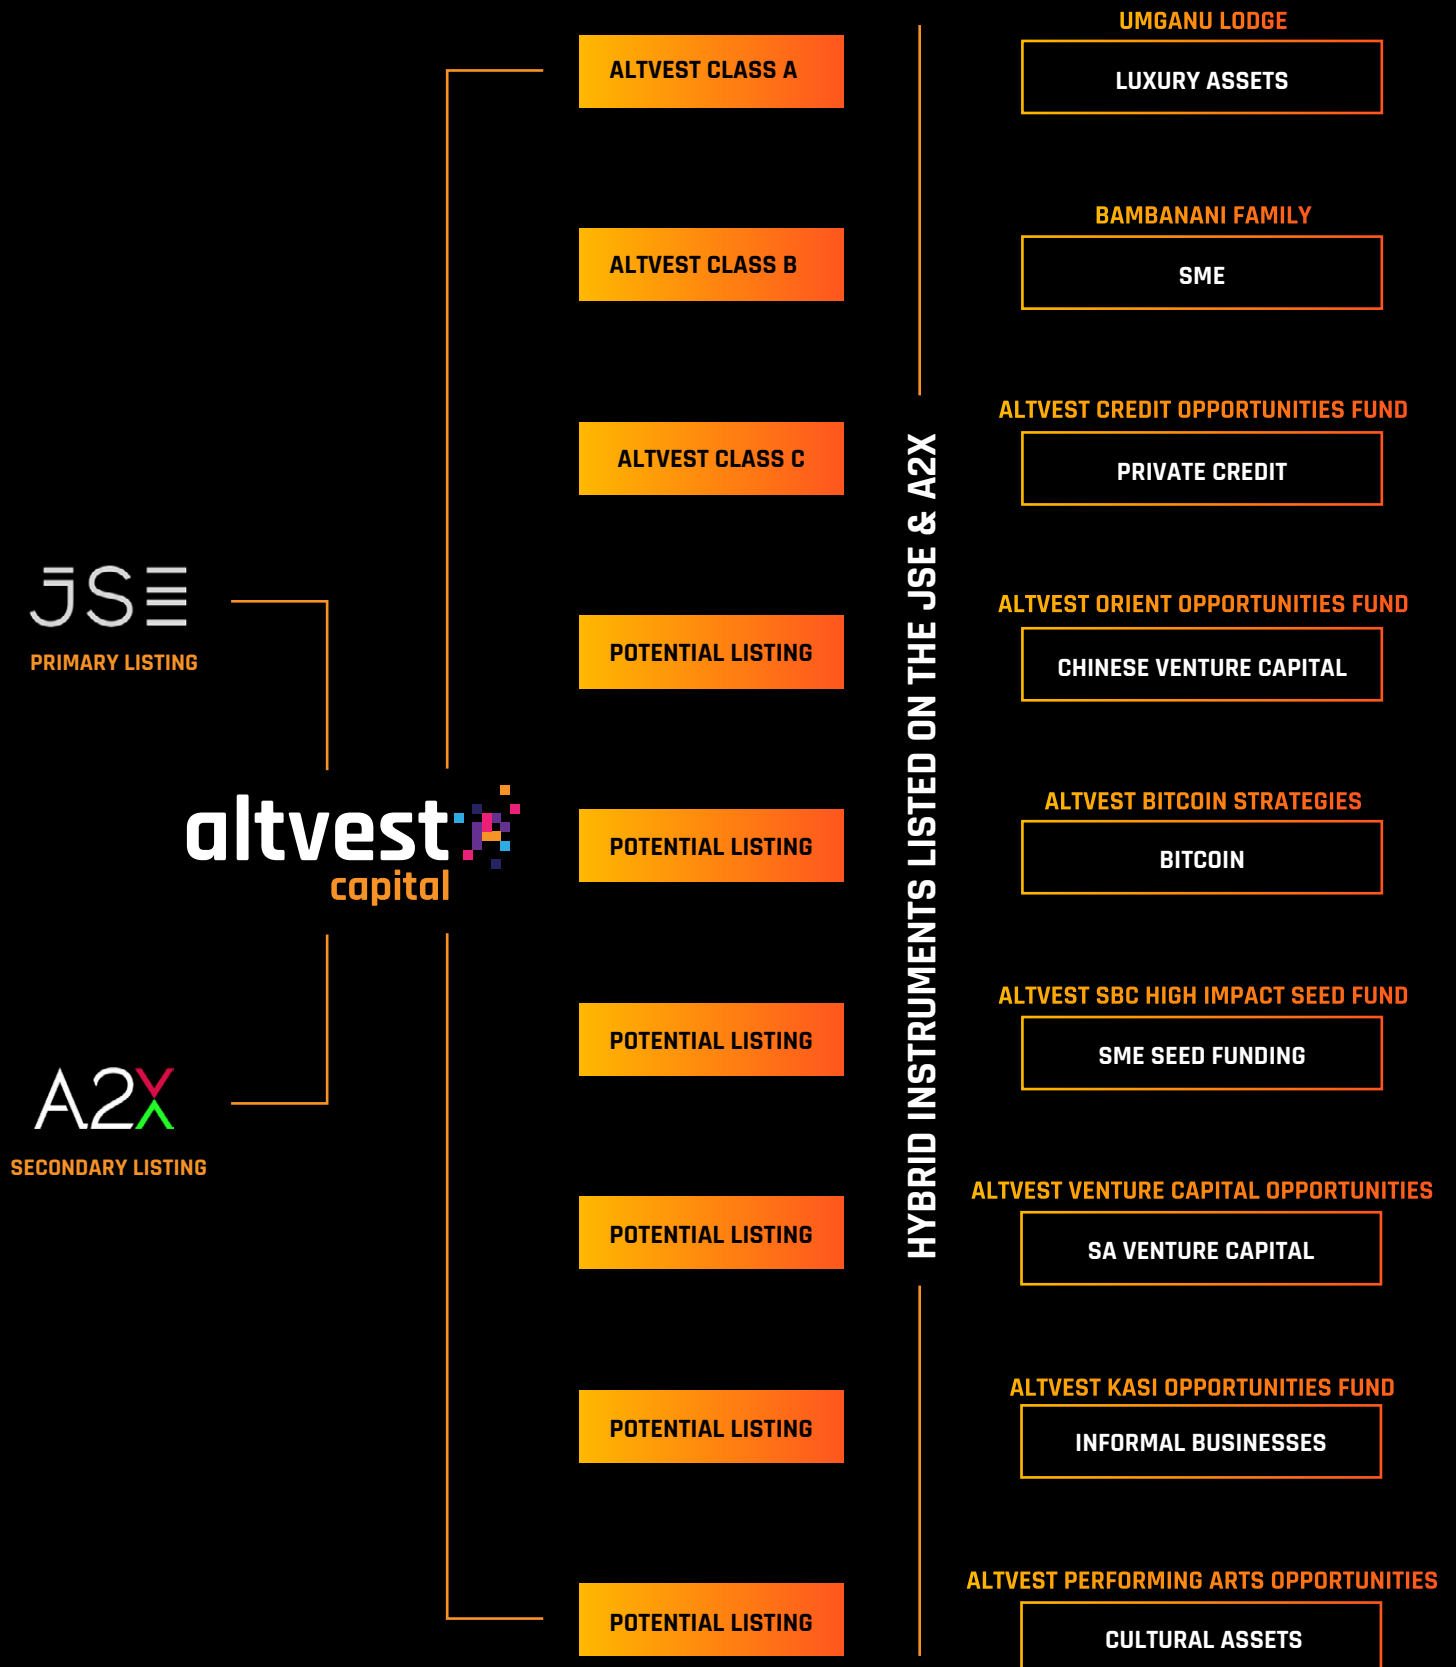 JSE
PRIMARY LISTING
altvest
capital
A2X
SECONDARY LISTING
ALTVEST CLASS A
ALTVEST CLASS B
ALTVEST CLASS C
POTENTIAL LISTING
POTENTIAL LISTING
POTENTIAL LISTING
POTENTIAL LISTING
POTENTIAL LISTING
POTENTIAL LISTING
HYBRID INSTRUMENTS LISTED ON THE JSE & A2X
UMGANU LODGE
LUXURY ASSETS
BAMBANANI FAMILY
SME
ALTVEST CREDIT OPPORTUNITIES FUND
PRIVATE CREDIT
ALTVEST ORIENT OPPORTUNITIES FUND
CHINESE VENTURE CAPITAL
ALTVEST BITCOIN STRATEGIES
BITCOIN
ALTVEST SBC HIGH IMPACT SEED FUND
SME SEED FUNDING
ALTVEST VENTURE CAPITAL OPPORTUNITIES
SA VENTURE CAPITAL
ALTVEST KASI OPPORTUNITIES FUND
INFORMAL BUSINESSES
ALTVEST PERFORMING ARTS OPPORTUNITIES
CULTURAL ASSETS